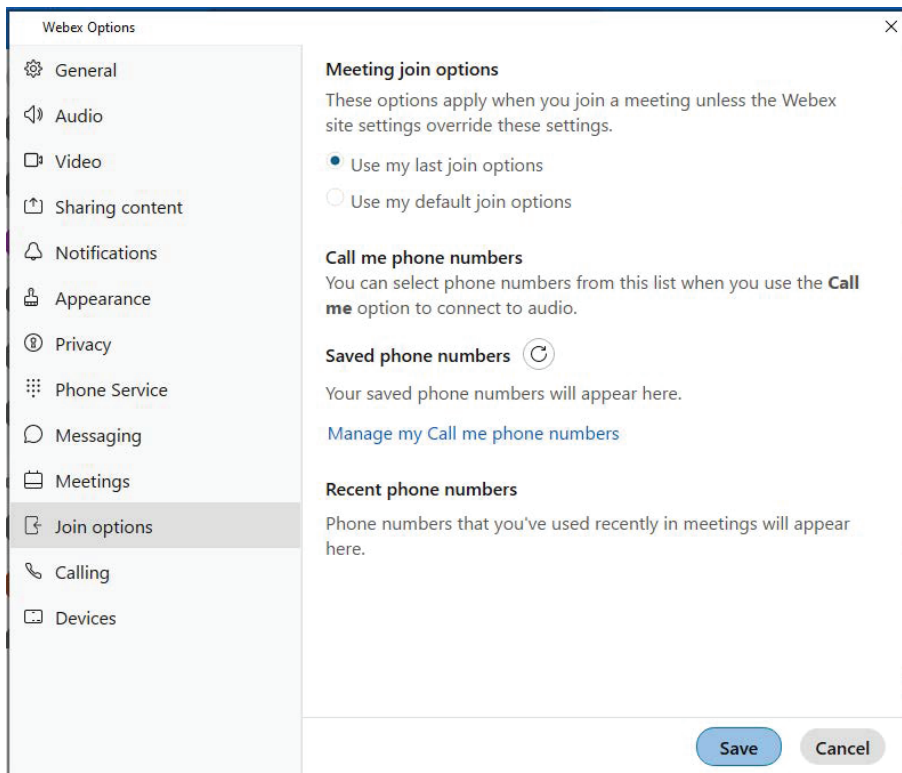 Webex Options
General
Audio
Video
Sharing content
Notifications
Appearance
Privacy
Phone Service
Messaging
Meetings
Join options
Calling
Devices
Meeting join options
These options apply when you join a meeting unless the Webex
site settings override these settings.
Use my last join options
Use my default join options
Call me phone numbers
You can select phone numbers from this list when you use the Call
me option to connect to audio.
Saved phone numbers
Your saved phone numbers will appear here.
Manage my Call me phone numbers
Recent phone numbers
Phone numbers that you've used recently in meetings will appear
here.
Save
Cancel